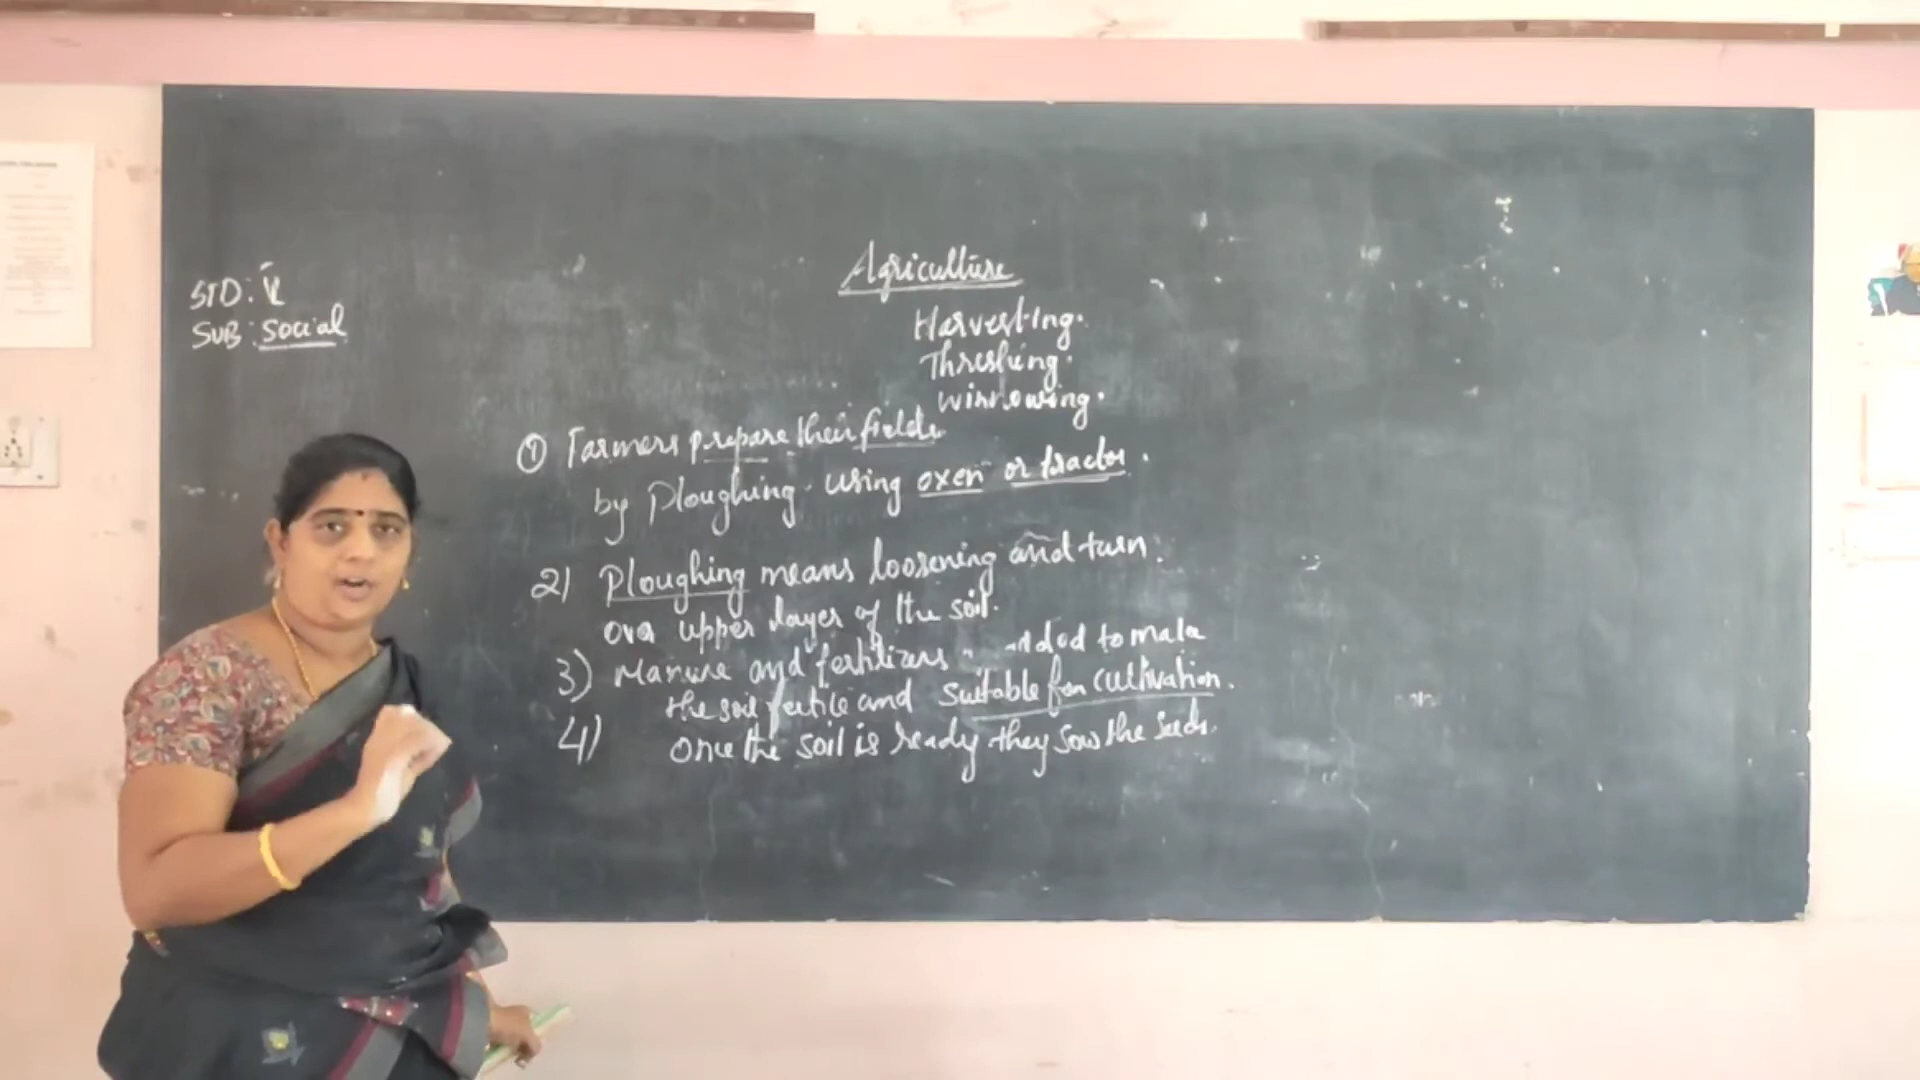 Agriculture
STD: V
SUB: Social
Harvesting.
Threshing.
Winnowing.
① Farmers prepare their fields
by Ploughing using oxen or tractor.
2) Ploughing means loosening and turn.
over upper layer of the soil.
3) Manure and fertilizers added to make
the soil fertile and suitable for cultivation.
4) Once the soil is ready they sow the seeds.